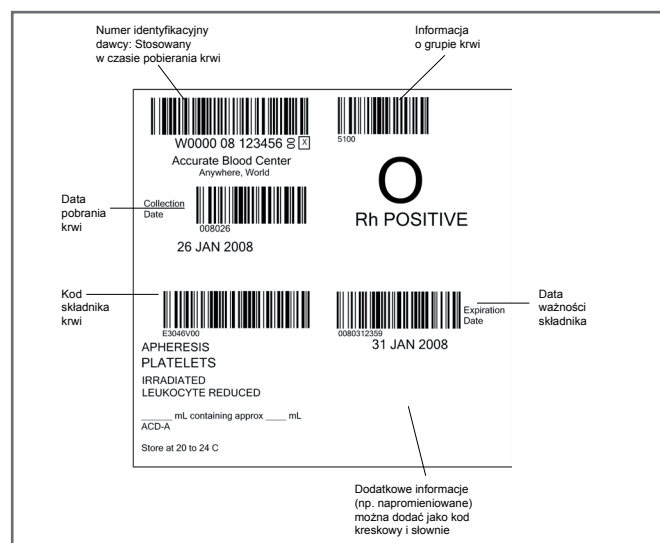 Numer identyfikacyjny
dawcy: Stosowany
w czasie pobierania krwi
Informacja
o grupie krwi
W0000 08 123456 00 X
5100
Accurate Blood Center
Anywhere, World
O
Rh POSITIVE
Data
pobrania
krwi
Collection
Date
008026
26 JAN 2008
Kod
składnika
krwi
E3046V00
0080312359
Expiration
Date
Data
ważności
składnika
31 JAN 2008
APHERESIS
PLATELETS
IRRADIATED
LEUKOCYTE REDUCED
_____ mL containing approx ____ mL
ACD-A
Store at 20 to 24 C
Dodatkowe informacje
(np. napromieniowane)
można dodać jako kod
kreskowy i słownie